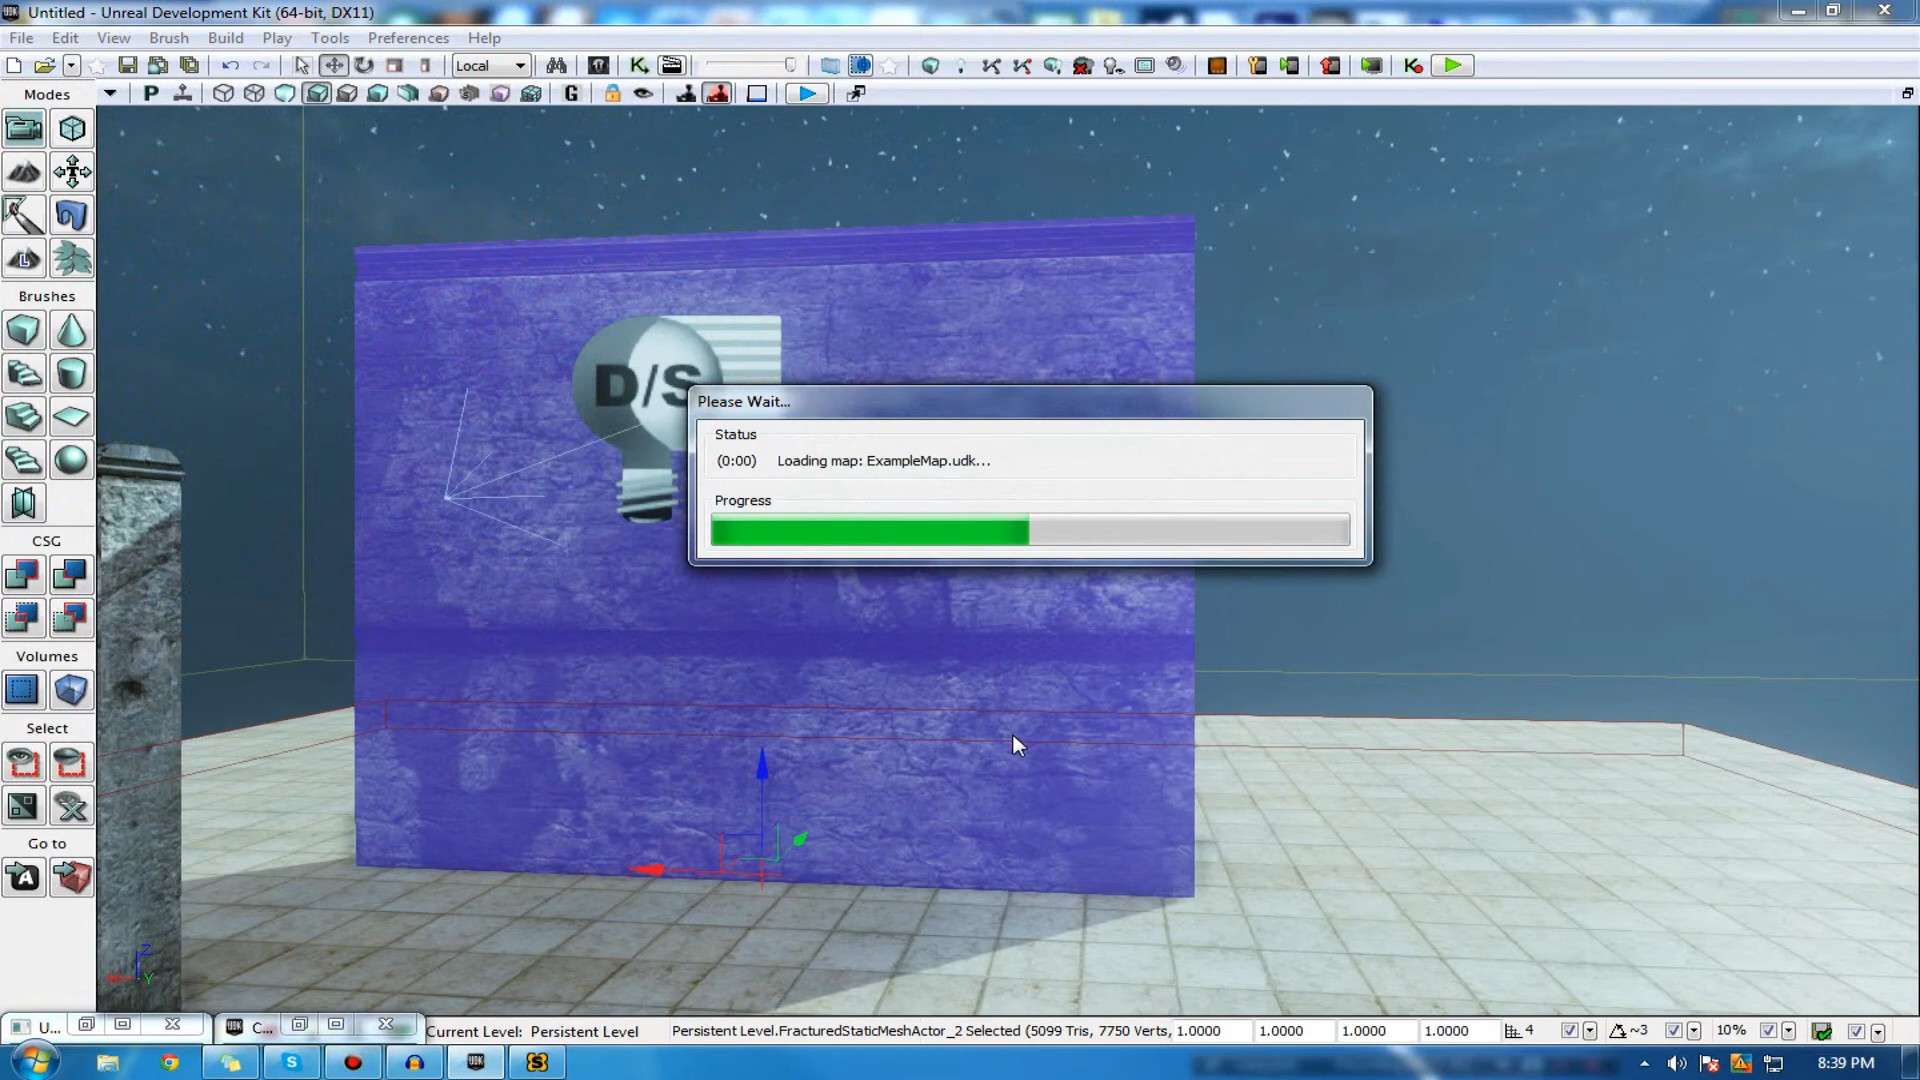 Untitled - Unreal Development Kit (64-bit, DX11)
File Edit View Brush Build Play Tools Preferences Help
Local
Modes
P G
Brushes
CSG
Volumes
Select
Go to
D/S
Please Wait...
Status
(0:00) Loading map: ExampleMap.udk...
Progress
Z
Y
U... C... Current Level: Persistent Level Persistent Level.FracturedStaticMeshActor_2 Selected (5099 Tris, 7750 Verts, 1.0000 1.0000 1.0000 1.0000 4 ~3 10%
8:39 PM